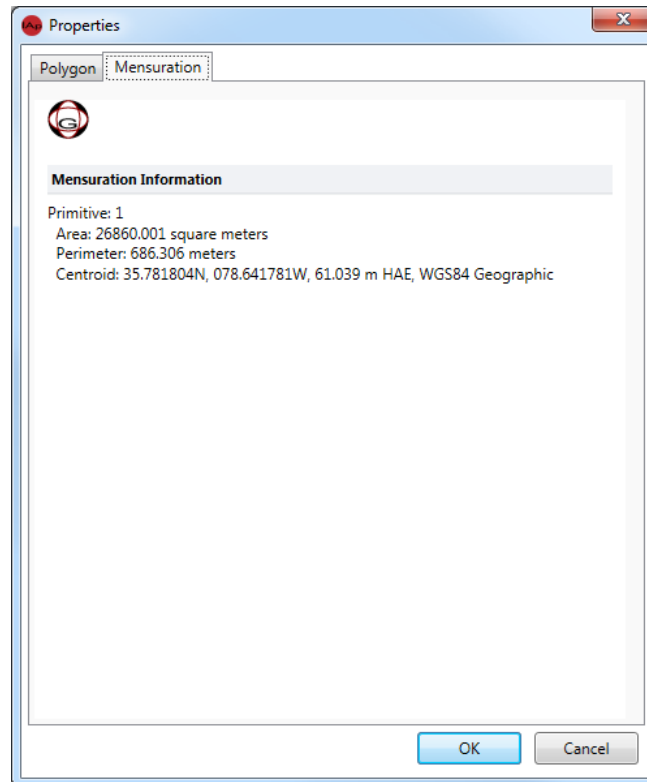 IAp Properties
Polygon Mensuration
G
Mensuration Information
Primitive: 1
Area: 26860.001 square meters
Perimeter: 686.306 meters
Centroid: 35.781804N, 078.641781W, 61.039 m HAE, WGS84 Geographic
OK Cancel